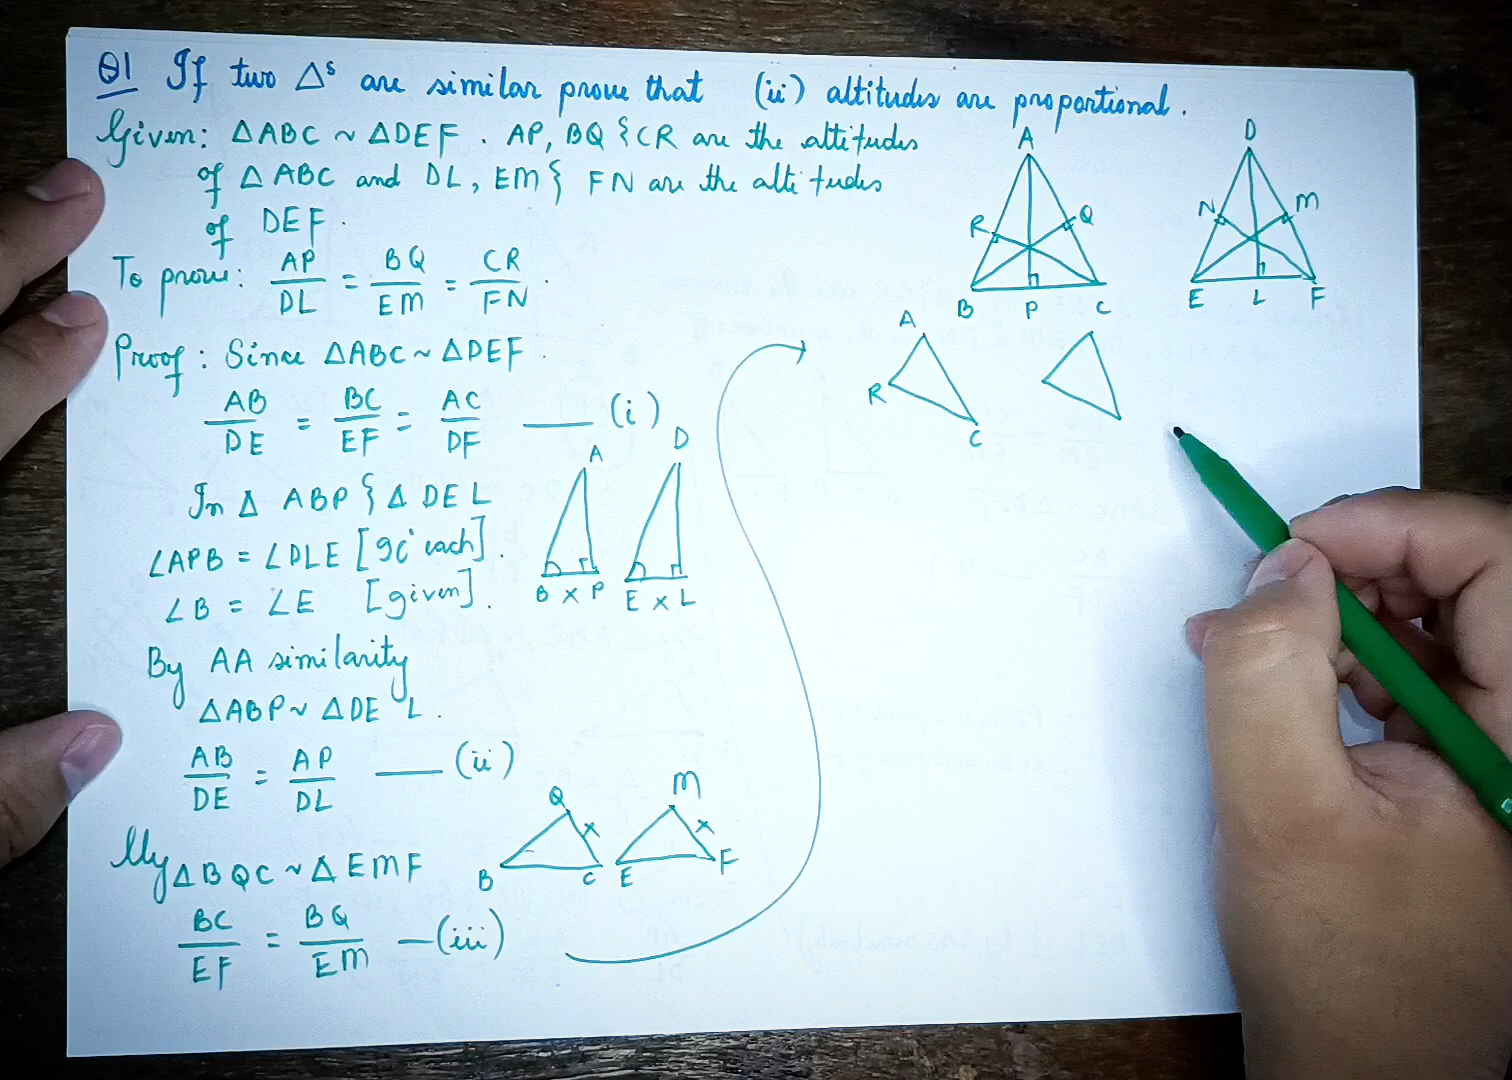 Q1 If two Δs are similar prove that (ii) altitudes are proportional.
Given: ΔABC ~ ΔDEF. AP, BQ & CR are the altitudes
of ΔABC and DL, EM & FN are the altitudes
of DEF.
To prove: AP/DL = BQ/EM = CR/FN.
Proof: Since ΔABC ~ ΔDEF.
AB/DE = BC/EF = AC/DF —— (i)
In Δ ABP & Δ DEL
∠APB = ∠DLE [90° each].
∠B = ∠E [given].
By AA similarity
ΔABP ~ ΔDEL.
AB/DE = AP/DL —— (ii)
llly ΔBQC ~ ΔEMF
BC/EF = BQ/EM —(iii)
A D
B x P E x L
Q x M x
B C E F
A D
R Q N M
B P C E L F
A
R
C